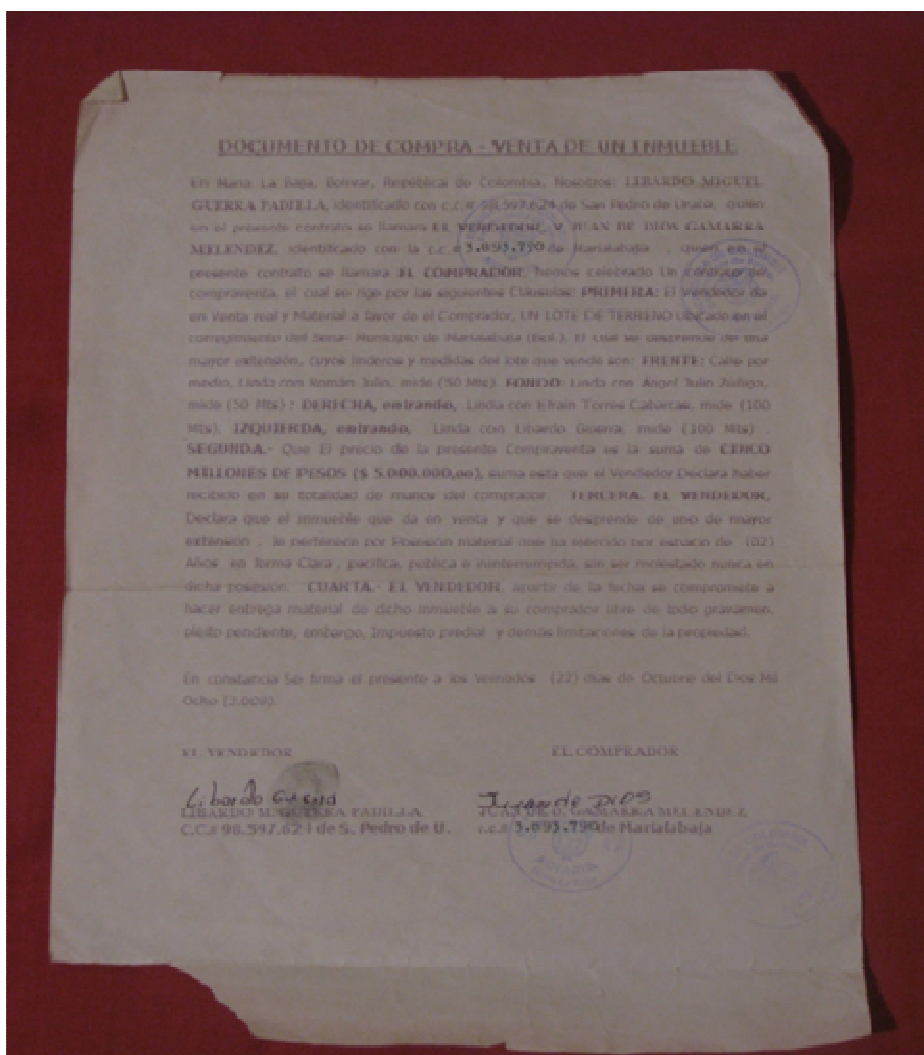 DOCUMENTO DE COMPRA - VENTA DE UN INMUEBLE
En Maria La Baja, Bolivar, República de Colombia, Nosotros: LIBARDO MIGUEL
GUERRA PADILLA, identificado con c.c.# 98.597.624 de San Pedro de Uraba, quien
en el presente contrato se llamara EL VENDEDOR, Y JUAN DE DIOS GAMARRA
MELENDEZ, identificado con la c.c.# 3.893.790 de Marialabaja , quien en el
presente contrato se llamara EL COMPRADOR, hemos celebrado Un contrato de
compraventa, el cual se rige por las siguientes Cláusulas: PRIMERA: El Vendedor da
en Venta real y Material a favor de el Comprador, UN LOTE DE TERRENO ubicado en el
corregimiento del Sena- Municipio de Marialabaja (Bol.), El cual se desprende de una
mayor extensión, cuyos linderos y medidas del lote que vende son: FRENTE: Calle por
medio, Linda con Román Julio, mide (50 Mts). FONDO: Linda con Angel Julio Zúñiga,
mide (50 Mts) : DERECHA, entrando, Linda con Efrain Torres Cabarcas, mide (100
Mts). IZQUIERDA, entrando, Linda con Libardo Guerra, mide (100 Mts) .
SEGUNDA.- Que El precio de la presente Compraventa es la suma de CINCO
MILLONES DE PESOS ($ 5.000.000,oo), suma esta que el Vendedor Declara haber
recibido en su totalidad de manos del comprador. TERCERA. EL VENDEDOR,
Declara que el inmueble que da en venta y que se desprende de uno de mayor
extensión , le pertenece por Posesión material que ha ejercido por espacio de (02)
Años en forma Clara , pacifica, publica e ininterrumpida, sin ser molestado nunca en
dicha posesión. CUARTA.- EL VENDEDOR, apartir de la fecha se compromete a
hacer entrega material de dicho inmueble a su comprador libre de todo gravamen,
pleito pendiente, embargo, Impuesto predial y demás limitaciones de la propiedad.
En constancia Se firma el presente a los Veintidós (22) días de Octubre del Dos Mil
Ocho (2.008).
EL VENDEDOR
EL COMPRADOR
Libardo Guerra
Juan de DIOS
LIBARDO M. GUERRA PADILLA
JUAN DE D. GAMARRA MELENDEZ
C.C.# 98.597.624 de S. Pedro de U.
c.c.# 3.893.790 de Marialabaja